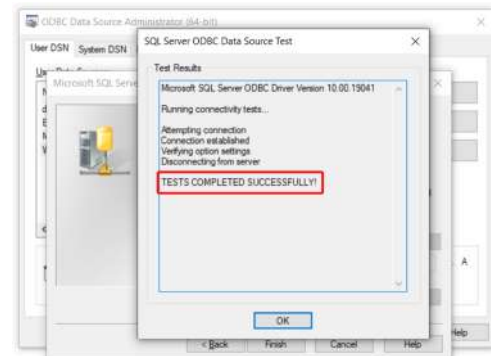 ODBC Data Source Administrator (64-bit)
User DSN
System DSN
Microsoft SQL Serve
SQL Server ODBC Data Source Test
Test Results
Microsoft SQL Server ODBC Driver Version 10.00.19041
Running connectivity tests...
Attempting connection
Connection established
Verifying option settings
Disconnecting from server
TESTS COMPLETED SUCCESSFULLY!
OK
< Back
Finish
Cancel
Help
Help